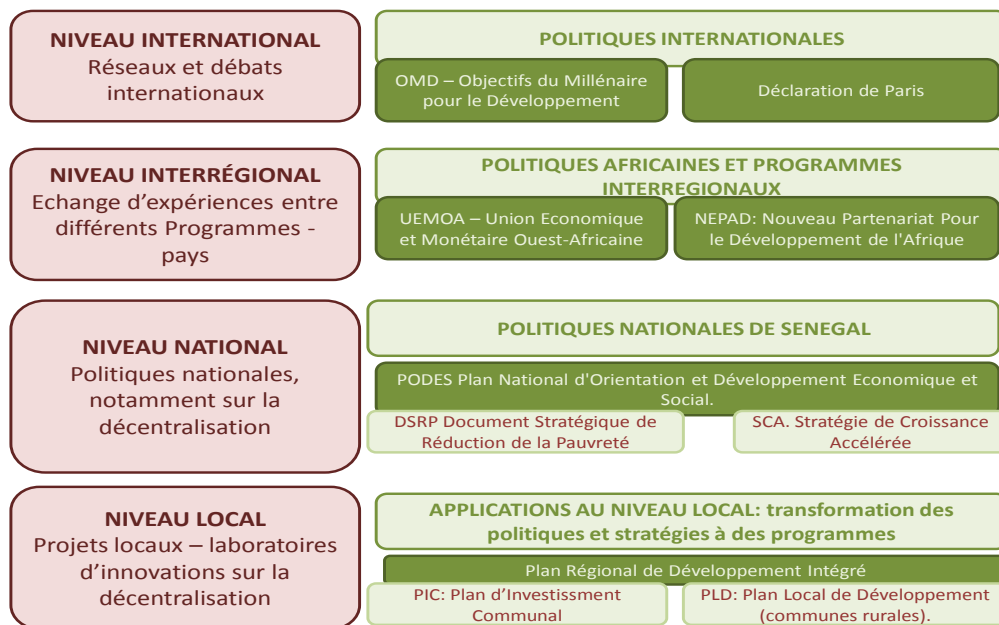 NIVEAU INTERNATIONAL
Réseaux et débats
internationaux
POLITIQUES INTERNATIONALES
OMD – Objectifs du Millénaire
pour le Développement
Déclaration de Paris
NIVEAU INTERRÉGIONAL
Echange d’expériences entre
différents Programmes -
pays
POLITIQUES AFRICAINES ET PROGRAMMES
INTERREGIONAUX
UEMOA – Union Economique
et Monétaire Ouest-Africaine
NEPAD: Nouveau Partenariat Pour
le Développement de l'Afrique
NIVEAU NATIONAL
Politiques nationales,
notamment sur la
décentralisation
POLITIQUES NATIONALES DE SENEGAL
PODES Plan National d'Orientation et Développement Economique et
Social.
DSRP Document Stratégique de
Réduction de la Pauvreté
SCA. Stratégie de Croissance
Accélérée
NIVEAU LOCAL
Projets locaux – laboratoires
d’innovations sur la
décentralisation
APPLICATIONS AU NIVEAU LOCAL: transformation des
politiques et stratégies à des programmes
Plan Régional de Développement Intégré
PIC: Plan d’Investissment
Communal
PLD: Plan Local de Développement
(communes rurales).